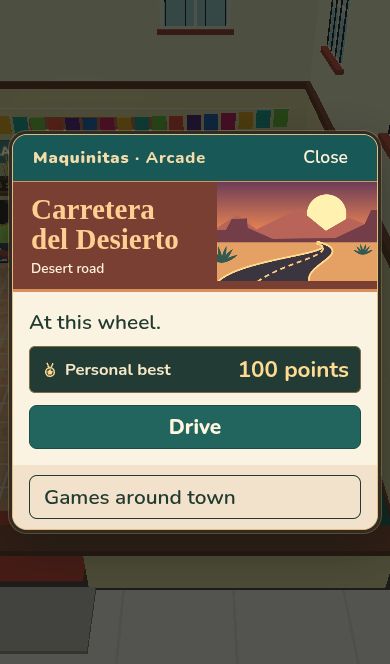 Maquinitas · Arcade
Close
Carretera
del Desierto
Desert road
At this wheel.
Personal best
100 points
Drive
Games around town